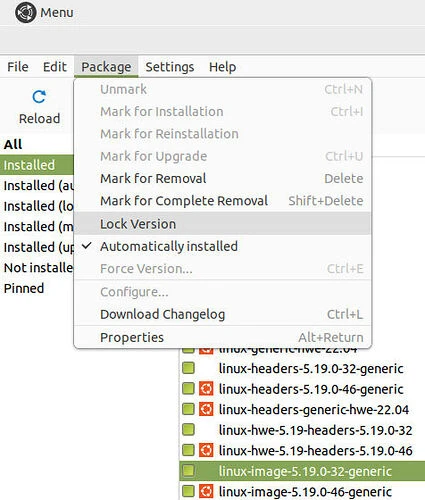 Menu
File Edit Package Settings Help
Reload
Unmark Ctrl+N
Mark for Installation Ctrl+I
Mark for Reinstallation
Mark for Upgrade Ctrl+U
Mark for Removal Delete
Mark for Complete Removal Shift+Delete
Lock Version
Automatically installed
Force Version... Ctrl+E
Configure...
Download Changelog Ctrl+L
Properties Alt+Return
All
Installed
Installed (au
Installed (lo
Installed (m
Installed (up
Not installe
Pinned
linux-generic-hwe-22.04
linux-headers-5.19.0-32-generic
linux-headers-5.19.0-46-generic
linux-headers-generic-hwe-22.04
linux-hwe-5.19-headers-5.19.0-32
linux-hwe-5.19-headers-5.19.0-46
linux-image-5.19.0-32-generic
linux-image-5.19.0-46-generic